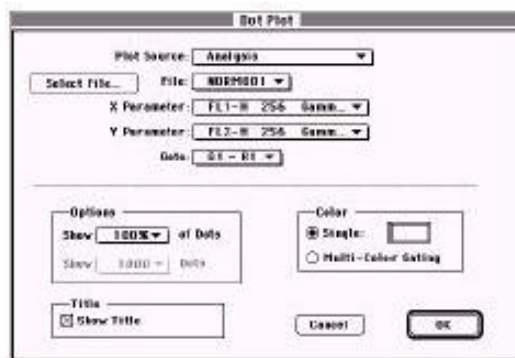 Dot Plot
Plot Source: Analysis
Select File... File: NORM001
X Parameter: FL1-H 256 Gamm...
Y Parameter: FL2-H 256 Gamm...
Gate: G1 - R1
Options
Show 100% of Dots
Show 1000 Dots
Color
Single:
Multi-Color Gating
Title
Show Title
Cancel
OK